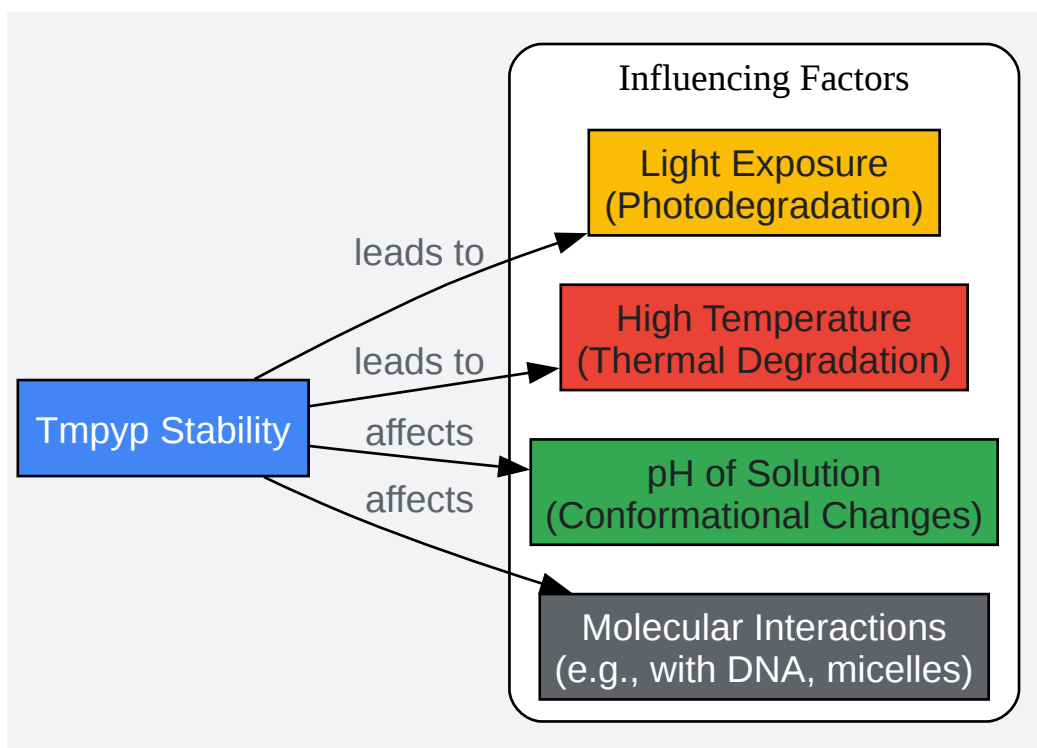 Influencing Factors
Light Exposure
(Photodegradation)
leads to
High Temperature
(Thermal Degradation)
leads to
Tmpyp Stability
affects
pH of Solution
(Conformational Changes)
affects
Molecular Interactions
(e.g., with DNA, micelles)